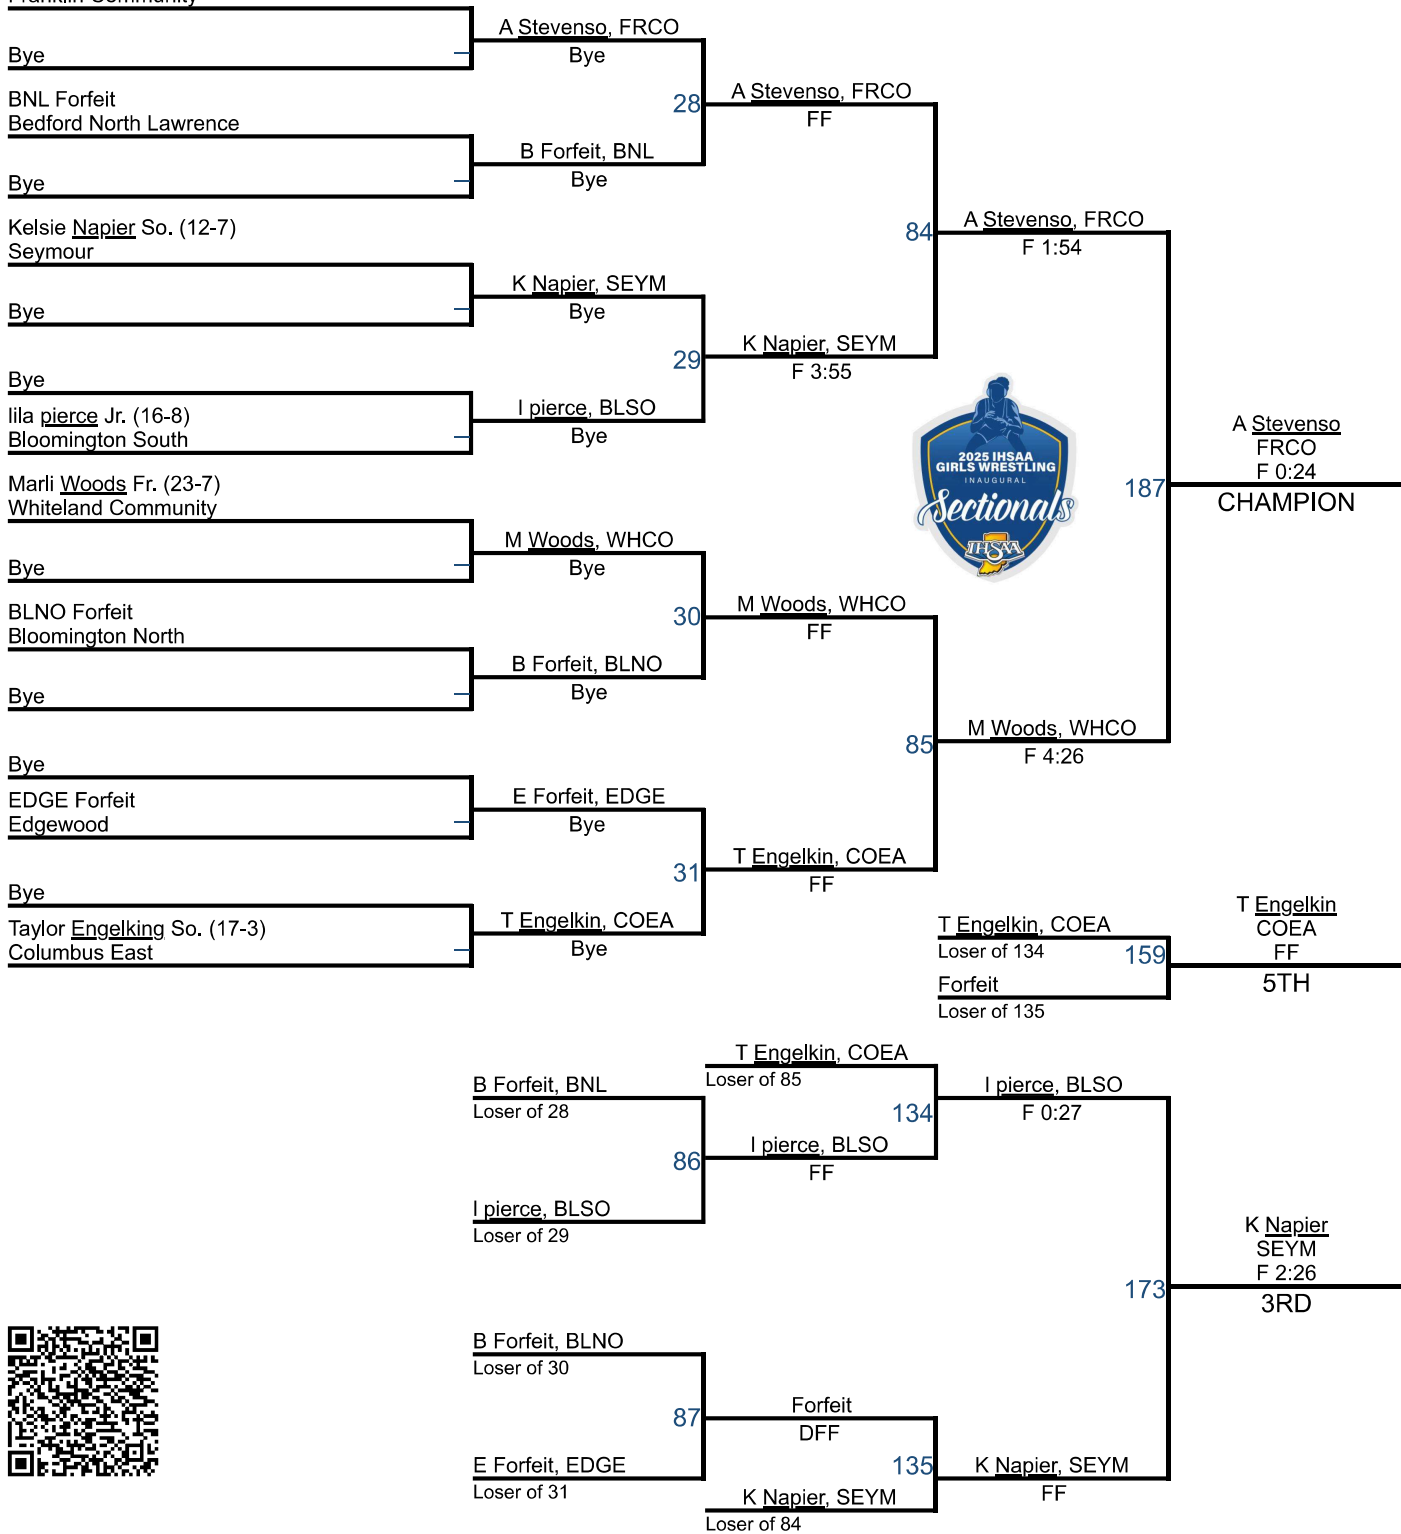 Franklin Community
Bye
BNL Forfeit
Bedford North Lawrence
Bye
Kelsie Napier So. (12-7)
Seymour
Bye
Bye
lila pierce Jr. (16-8)
Bloomington South
Marli Woods Fr. (23-7)
Whiteland Community
Bye
BLNO Forfeit
Bloomington North
Bye
Bye
EDGE Forfeit
Edgewood
Bye
Taylor Engelking So. (17-3)
Columbus East
A Stevenso, FRCO
Bye
28
B Forfeit, BNL
Bye
K Napier, SEYM
Bye
29
l pierce, BLSO
Bye
M Woods, WHCO
Bye
30
B Forfeit, BLNO
Bye
E Forfeit, EDGE
Bye
31
T Engelkin, COEA
Bye
A Stevenso, FRCO
FF
84
K Napier, SEYM
F 3:55
M Woods, WHCO
FF
85
T Engelkin, COEA
FF
A Stevenso, FRCO
F 1:54
187
M Woods, WHCO
F 4:26
2025 IHSAA
GIRLS WRESTLING
INAUGURAL
Sectionals
IHSAA
A Stevenso
FRCO
F 0:24
CHAMPION
T Engelkin, COEA
Loser of 134
159
Forfeit
Loser of 135
T Engelkin
COEA
FF
5TH
B Forfeit, BNL
Loser of 28
86
l pierce, BLSO
Loser of 29
T Engelkin, COEA
Loser of 85
134
l pierce, BLSO
FF
l pierce, BLSO
F 0:27
173
B Forfeit, BLNO
Loser of 30
87
E Forfeit, EDGE
Loser of 31
Forfeit
DFF
135
K Napier, SEYM
Loser of 84
K Napier, SEYM
FF
K Napier
SEYM
F 2:26
3RD